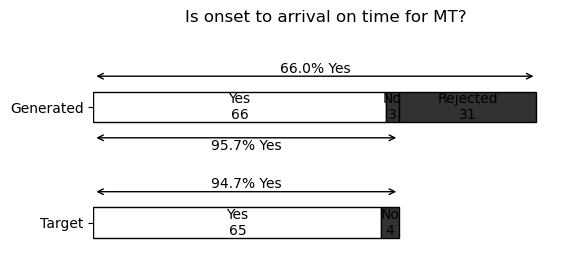 Is onset to arrival on time for MT?
66.0% Yes
Generated
Yes
66
No
3
Rejected
31
95.7% Yes
94.7% Yes
Target
Yes
65
No
4